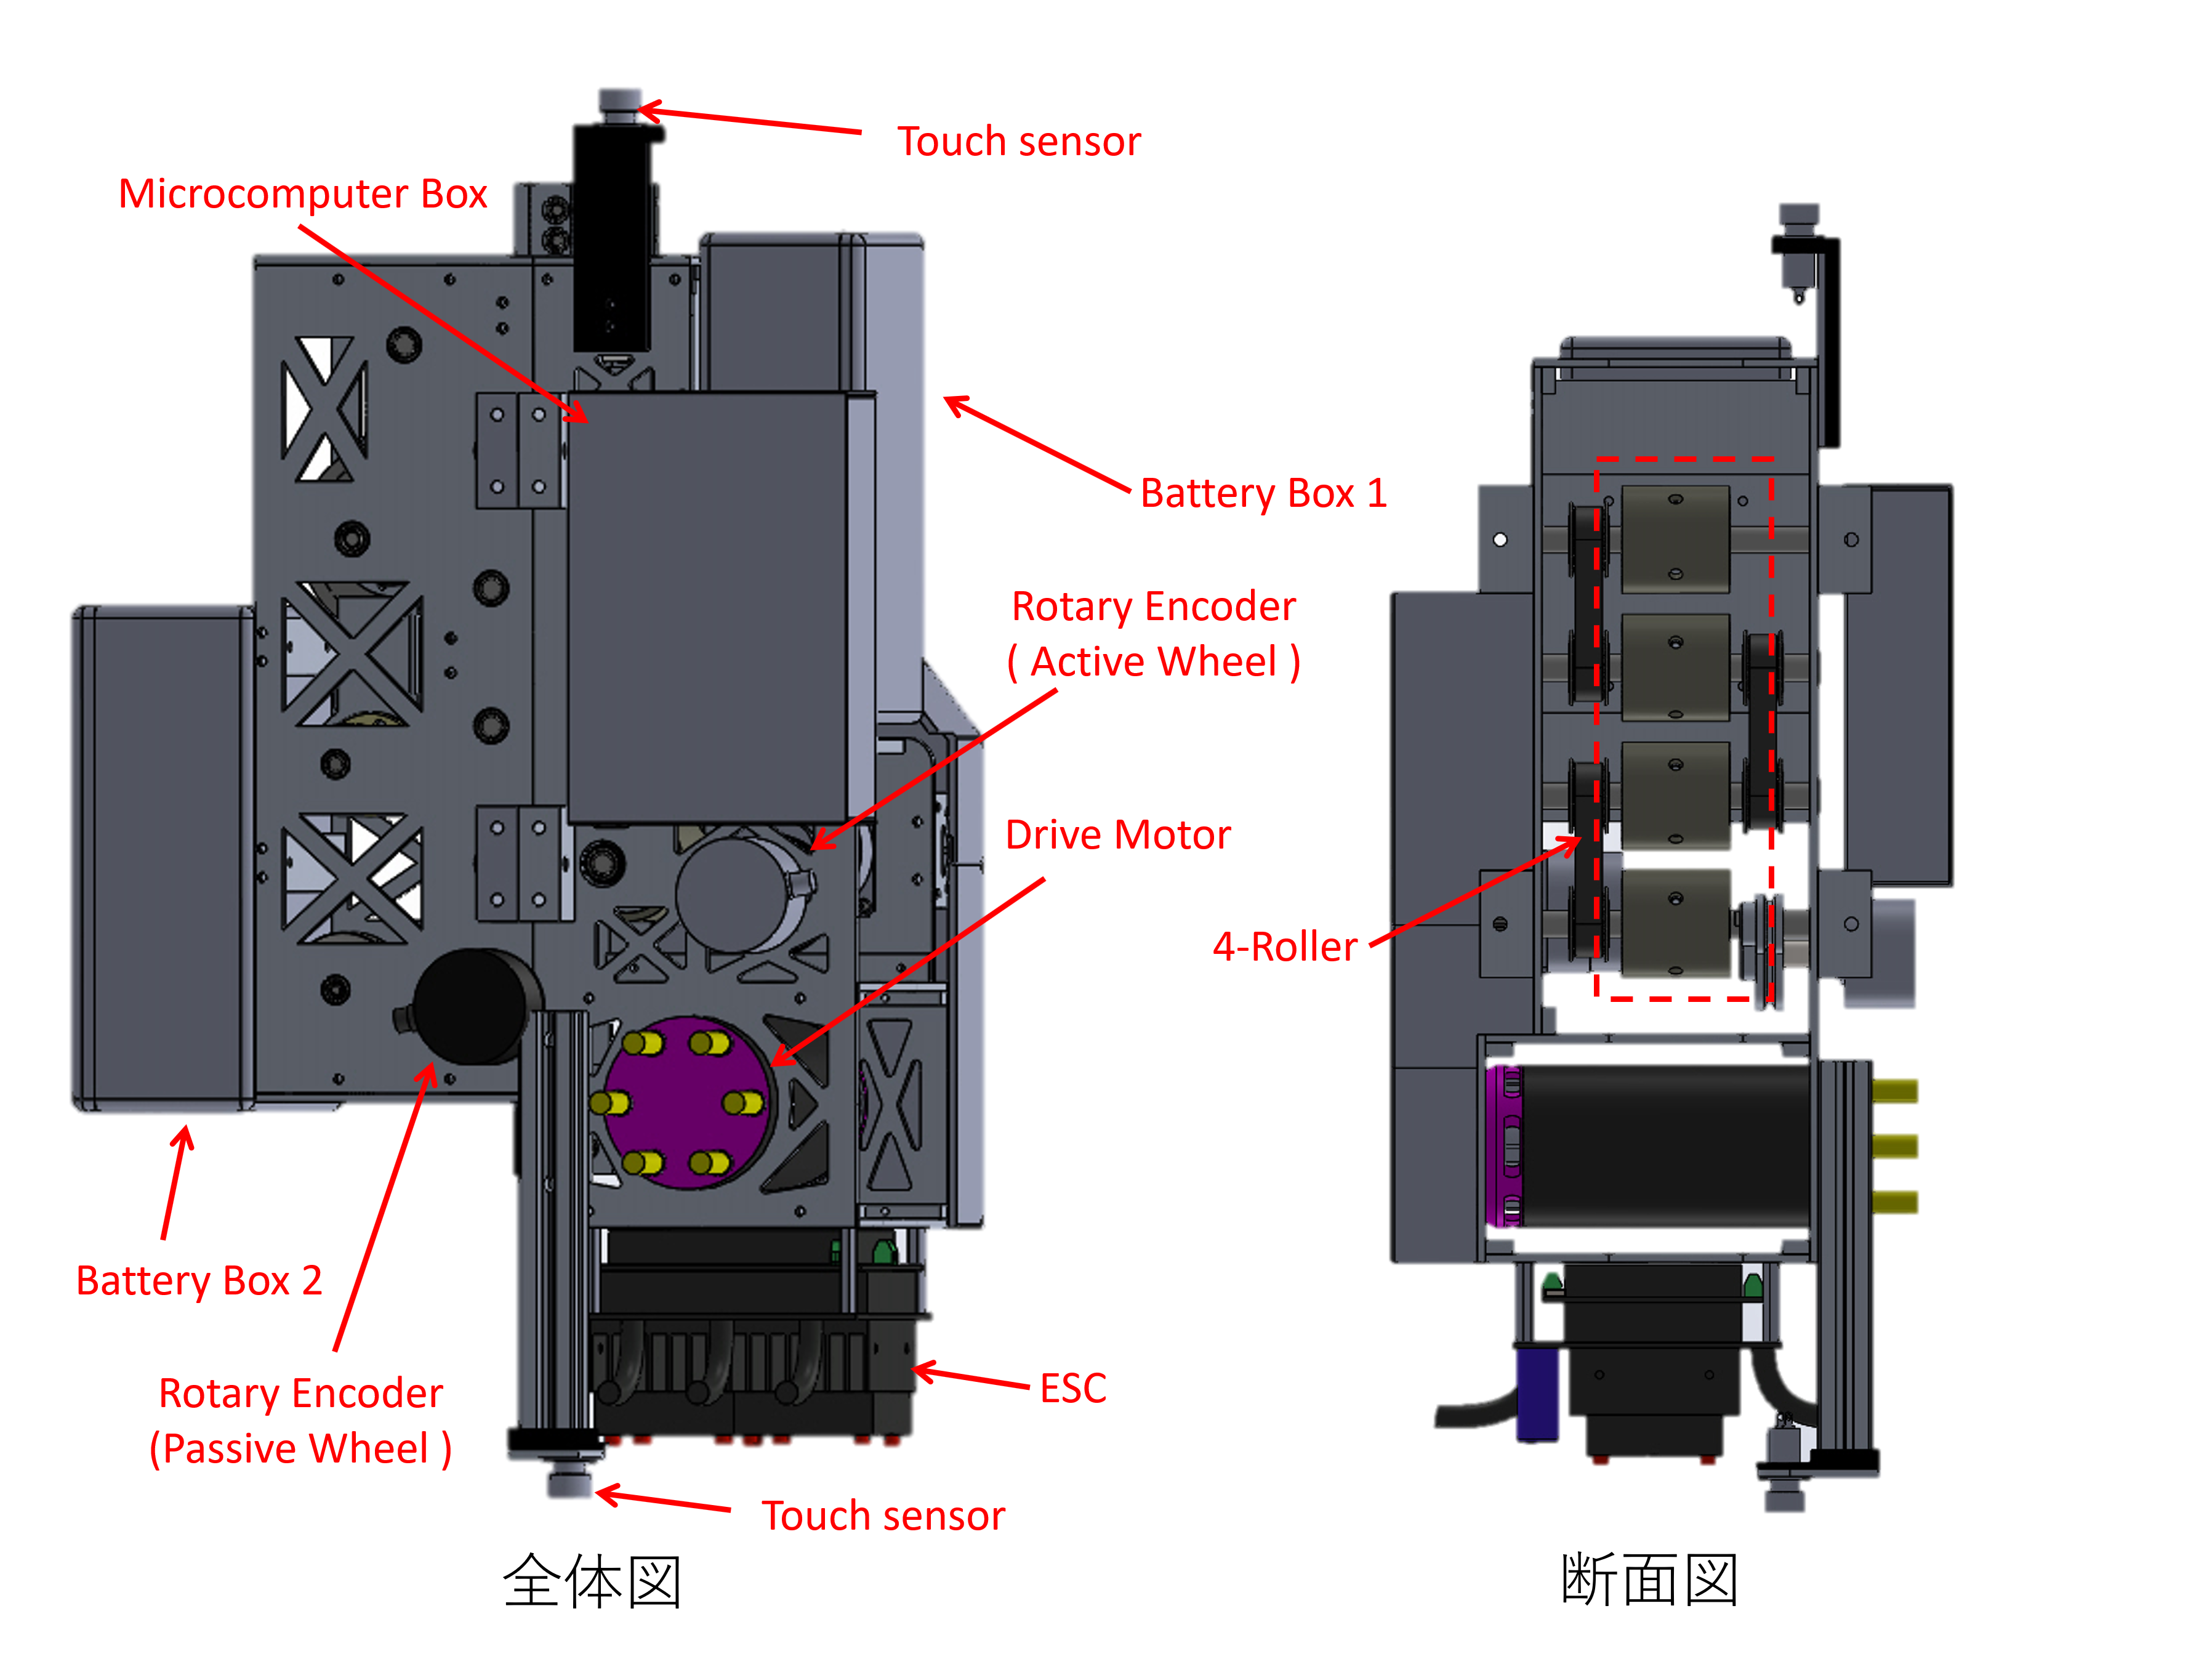 Touch sensor
Microcomputer Box
Battery Box 1
Rotary Encoder
( Active Wheel )
Drive Motor
4-Roller
Battery Box 2
Rotary Encoder
(Passive Wheel )
ESC
Touch sensor
全体図
断面図